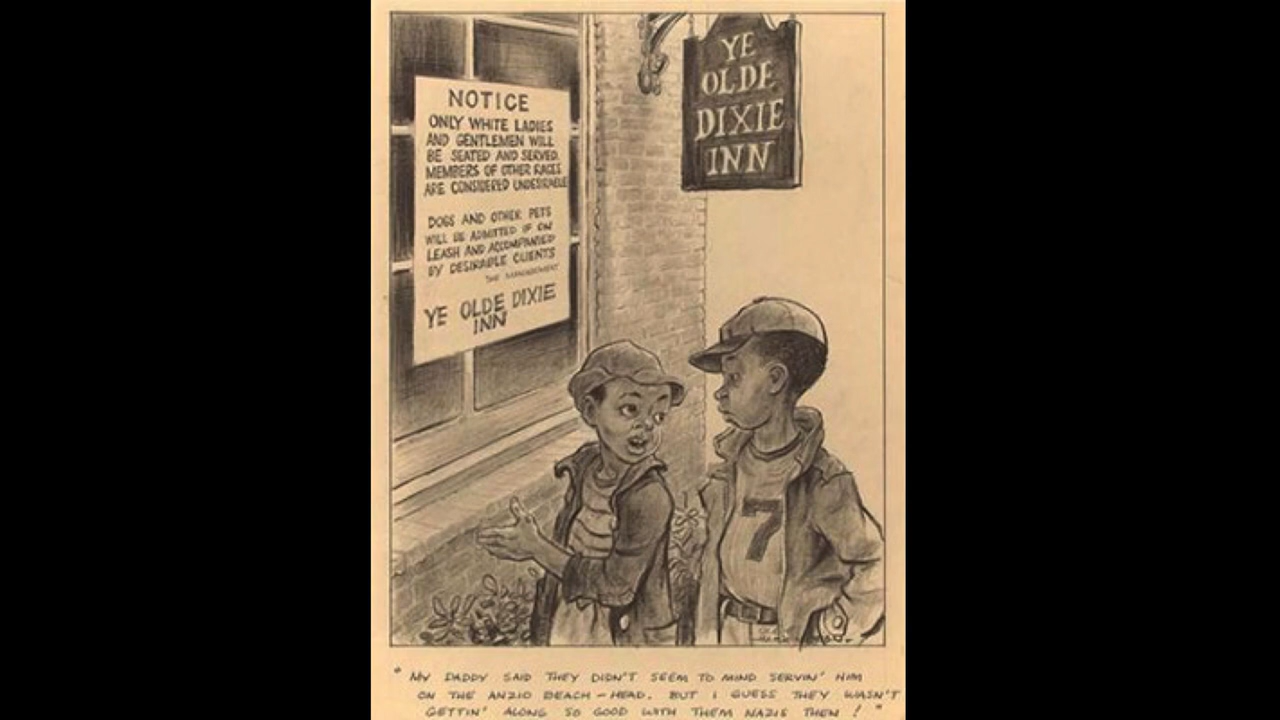 NOTICE
ONLY WHITE LADIES
AND GENTLEMEN WILL
BE SEATED AND SERVED.
MEMBERS OF OTHER RACES
ARE CONSIDERED UNDESIRABLE
DOGS AND OTHER PETS
WILL BE ADMITTED IF ON
LEASH AND ACCOMPANIED
BY DESIRABLE CLIENTS
THE MANAGEMENT
YE OLDE DIXIE
INN
YE
OLDE
DIXIE
INN
7
" MY DADDY SAID THEY DIDN'T SEEM TO MIND SERVIN' HIM
ON THE ANZIO BEACH - HEAD. BUT I GUESS THEY WASN'T
GETTIN' ALONG SO GOOD WITH THEM NAZIS THEN ! "